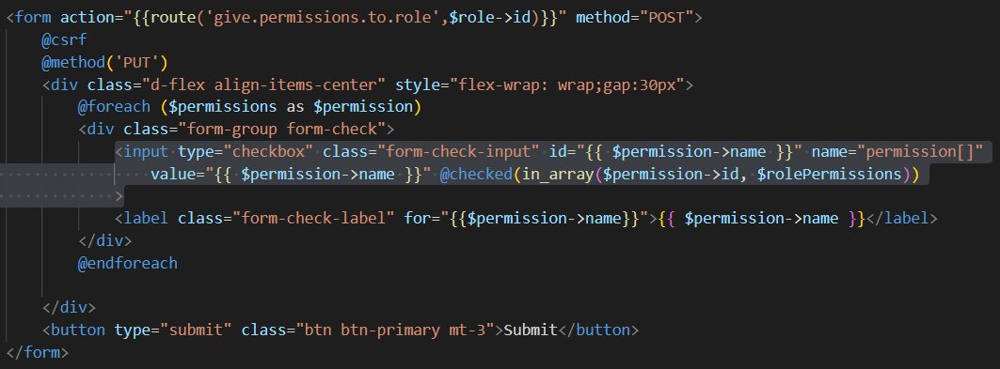 <form action="{{route('give.permissions.to.role',$role->id)}}" method="POST">
@csrf
@method('PUT')
<div class="d-flex align-items-center" style="flex-wrap: wrap;gap:30px">
@foreach ($permissions as $permission)
<div class="form-group form-check">
<input type="checkbox" class="form-check-input" id="{{ $permission->name }}" name="permission[]"
value="{{ $permission->name }}" @checked(in_array($permission->id, $rolePermissions))
>
<label class="form-check-label" for="{{$permission->name}}">{{ $permission->name }}</label>
</div>
@endforeach
</div>
<button type="submit" class="btn btn-primary mt-3">Submit</button>
</form>